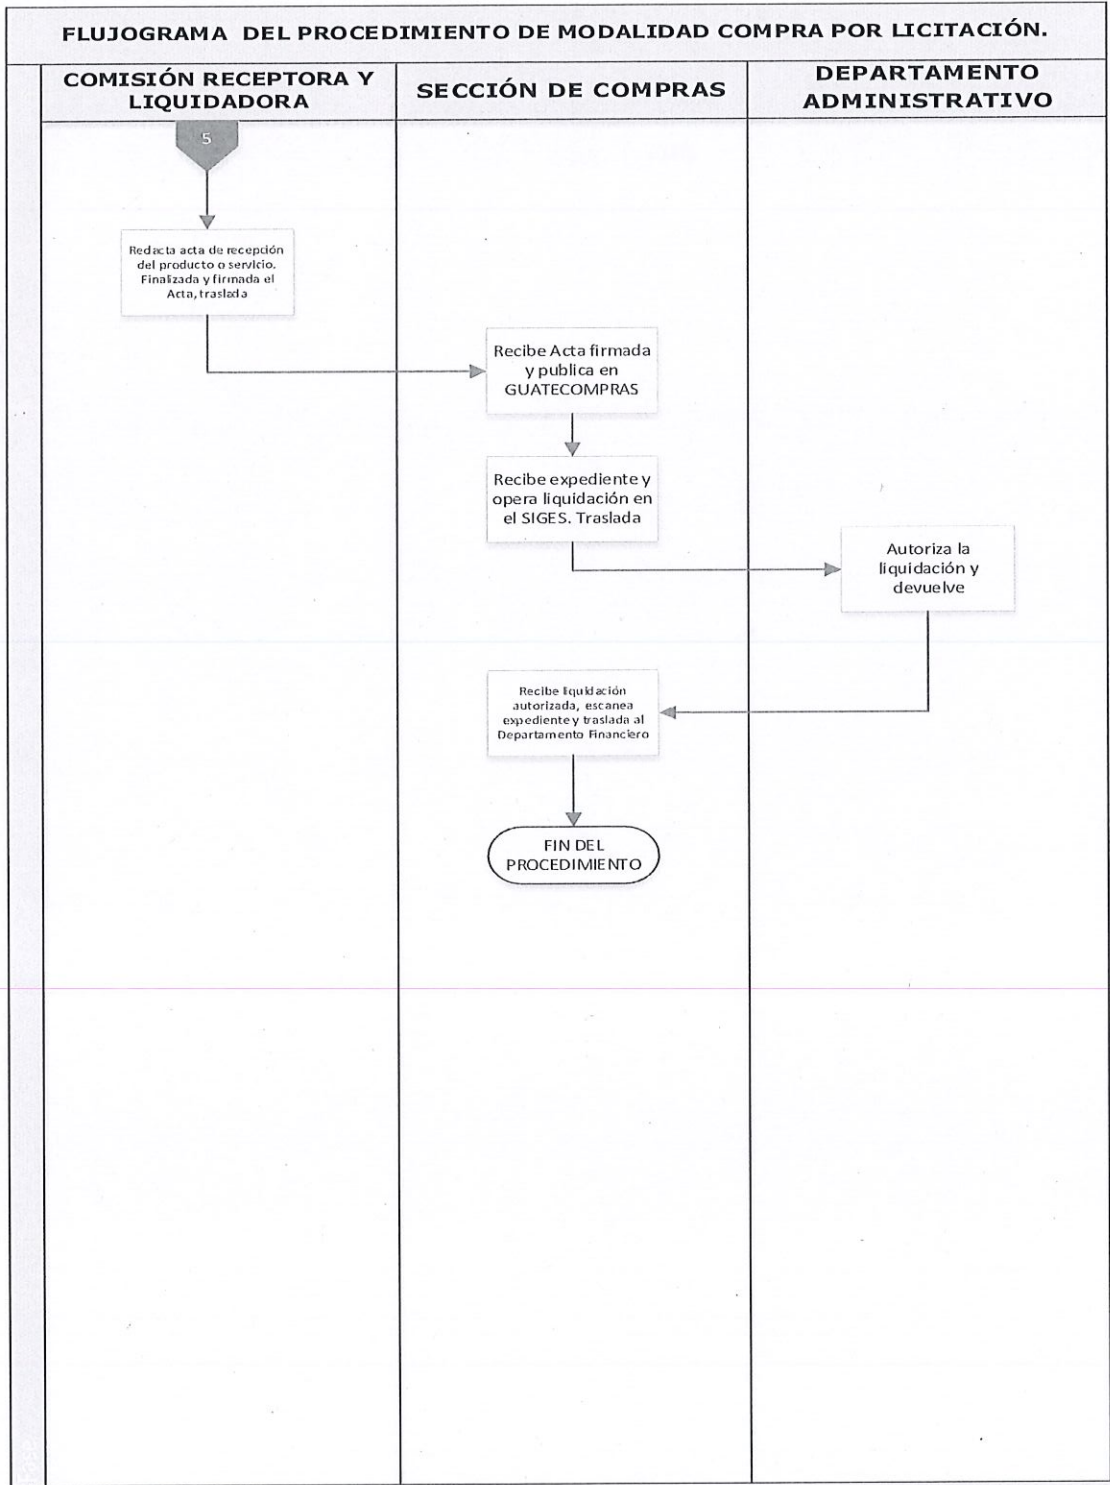 FLUJOGRAMA DEL PROCEDIMIENTO DE MODALIDAD COMPRA POR LICITACIÓN.
COMISIÓN RECEPTORA Y
LIQUIDADORA
SECCIÓN DE COMPRAS
DEPARTAMENTO
ADMINISTRATIVO
5
Redacta acta de recepción
del producto o servicio.
Finalizada y firmada el
Acta, traslada
Recibe Acta firmada
y publica en
GUATECOMPRAS
Recibe expediente y
opera liquidación en
el SIGES. Traslada
Autoriza la
liquidación y
devuelve
Recibe liquidación
autorizada, escanea
expediente y traslada al
Departamento Financiero
FIN DEL
PROCEDIMIENTO
Fase